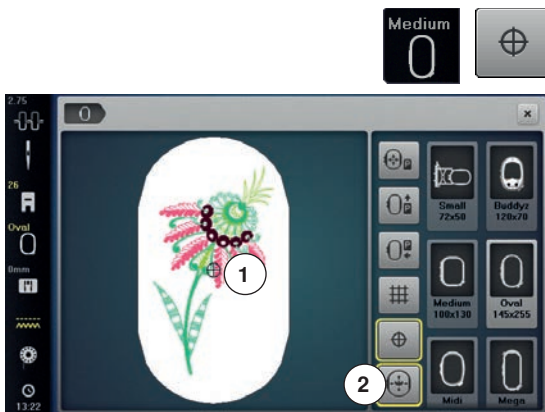 Medium
2.75
26
Oval
0mm
13:22
1
2
Small
72x50
Buddyz
120x70
Medium
100x130
Oval
145x255
Midi
Mega